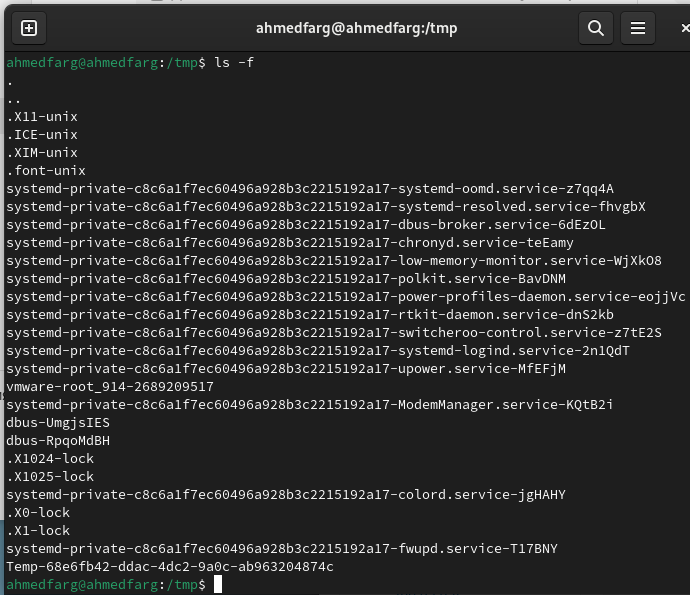 ahmedfarg@ahmedfarg:/tmp
ahmedfarg@ahmedfarg:/tmp$ ls -f
.
..
.X11-unix
.ICE-unix
.XIM-unix
.font-unix
systemd-private-c8c6a1f7ec60496a928b3c2215192a17-systemd-oomd.service-z7qq4A
systemd-private-c8c6a1f7ec60496a928b3c2215192a17-systemd-resolved.service-fhvgbX
systemd-private-c8c6a1f7ec60496a928b3c2215192a17-dbus-broker.service-6dEzOL
systemd-private-c8c6a1f7ec60496a928b3c2215192a17-chronyd.service-teEamy
systemd-private-c8c6a1f7ec60496a928b3c2215192a17-low-memory-monitor.service-WjXkO8
systemd-private-c8c6a1f7ec60496a928b3c2215192a17-polkit.service-BavDNM
systemd-private-c8c6a1f7ec60496a928b3c2215192a17-power-profiles-daemon.service-eojjVc
systemd-private-c8c6a1f7ec60496a928b3c2215192a17-rtkit-daemon.service-dnS2kb
systemd-private-c8c6a1f7ec60496a928b3c2215192a17-switcheroo-control.service-z7tE2S
systemd-private-c8c6a1f7ec60496a928b3c2215192a17-systemd-logind.service-2n1QdT
systemd-private-c8c6a1f7ec60496a928b3c2215192a17-upower.service-MfEFjM
vmware-root_914-2689209517
systemd-private-c8c6a1f7ec60496a928b3c2215192a17-ModemManager.service-KQtB2i
dbus-UmgjsIES
dbus-RpqoMdBH
.X1024-lock
.X1025-lock
systemd-private-c8c6a1f7ec60496a928b3c2215192a17-colord.service-jgHAHY
.X0-lock
.X1-lock
systemd-private-c8c6a1f7ec60496a928b3c2215192a17-fwupd.service-T17BNY
Temp-68e6fb42-ddac-4dc2-9a0c-ab963204874c
ahmedfarg@ahmedfarg:/tmp$